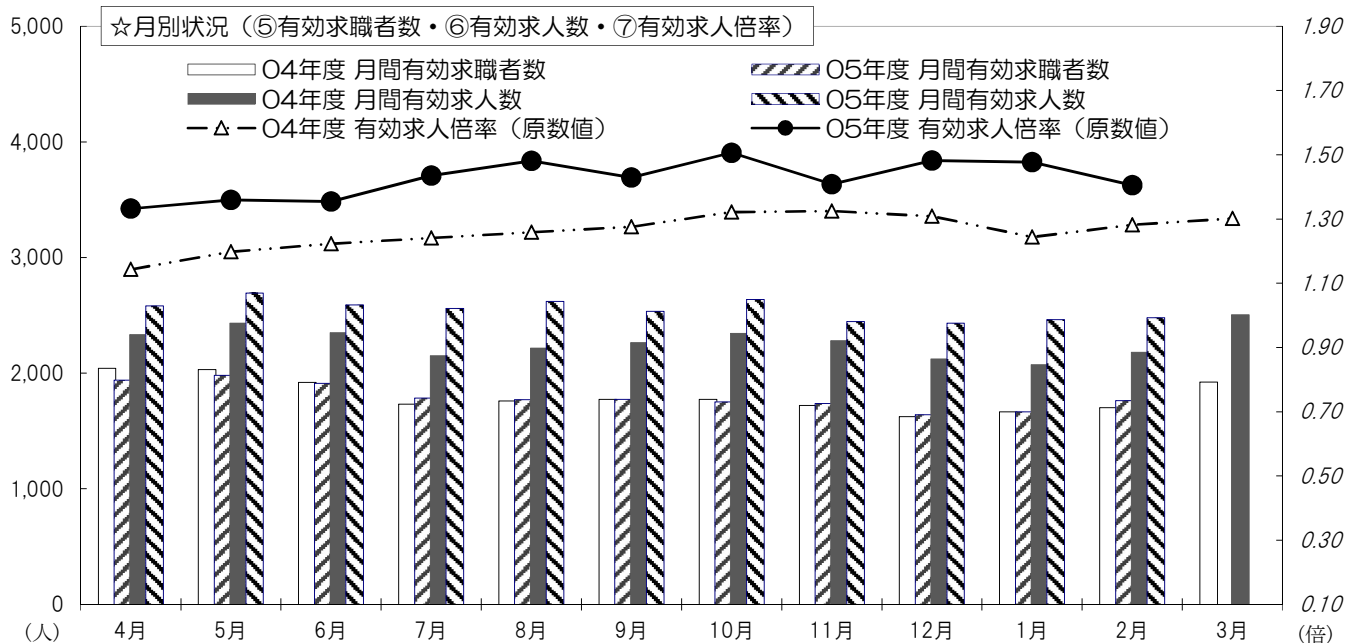 ☆月別状況（⑤有効求職者数・⑥有効求人数・⑦有効求人倍率）
04年度 月間有効求職者数
05年度 月間有効求職者数
04年度 月間有効求人数
05年度 月間有効求人数
04年度 有効求人倍率（原数値）
05年度 有効求人倍率（原数値）
5,000
4,000
3,000
2,000
1,000
0
(人)
1.90
1.70
1.50
1.30
1.10
0.90
0.70
0.50
0.30
0.10
(倍)
4月 5月 6月 7月 8月 9月 10月 11月 12月 1月 2月 3月